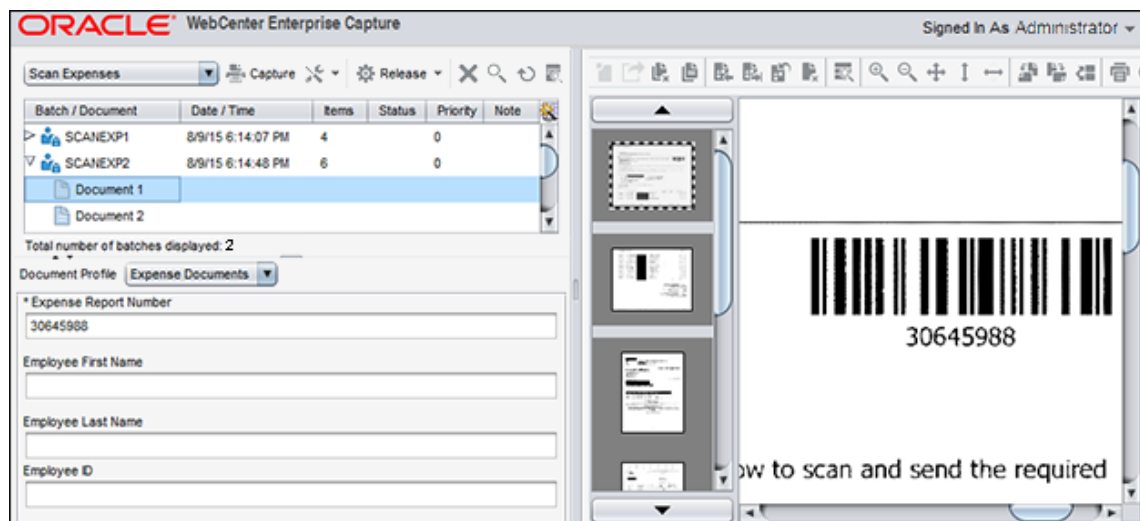 ORACLE® WebCenter Enterprise Capture
Signed In As Administrator
Scan Expenses Capture Release
Batch / Document Date / Time Items Status Priority Note
SCANEXP1 8/9/15 6:14:07 PM 4 0
SCANEXP2 8/9/15 6:14:48 PM 6 0
Document 1
Document 2
Total number of batches displayed: 2
Document Profile Expense Documents
* Expense Report Number
30645988
Employee First Name
Employee Last Name
Employee ID
30645988
ow to scan and send the required